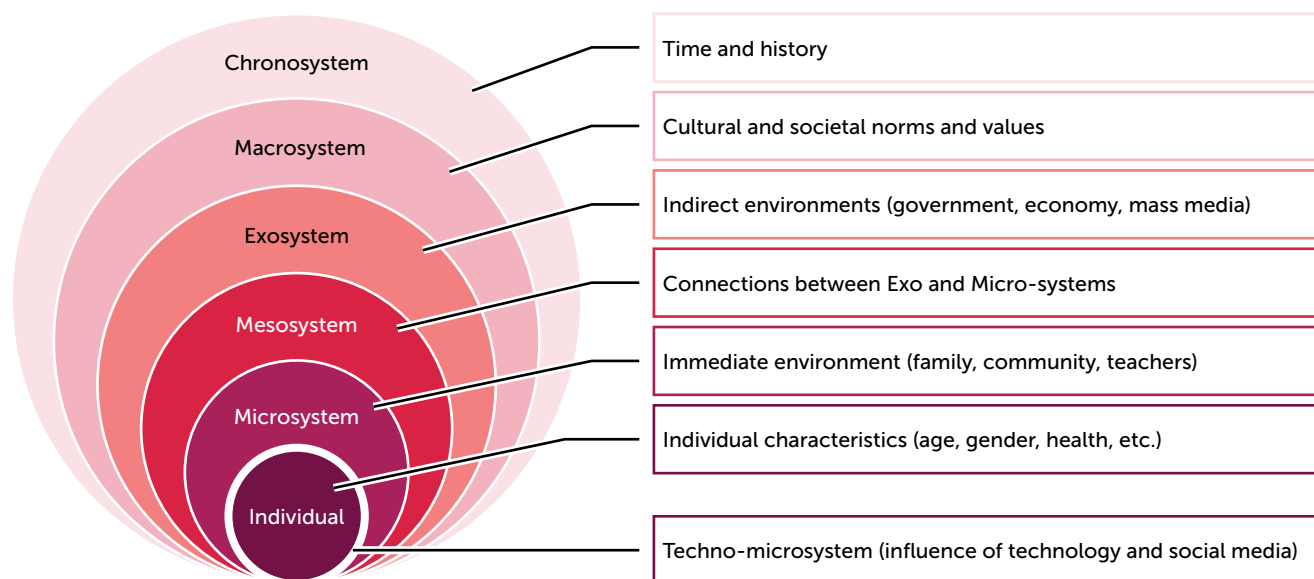 Chronosystem
Time and history
Macrosystem
Cultural and societal norms and values
Exosystem
Indirect environments (government, economy, mass media)
Mesosystem
Connections between Exo and Micro-systems
Microsystem
Immediate environment (family, community, teachers)
Individual
Individual characteristics (age, gender, health, etc.)
Techno-microsystem (influence of technology and social media)